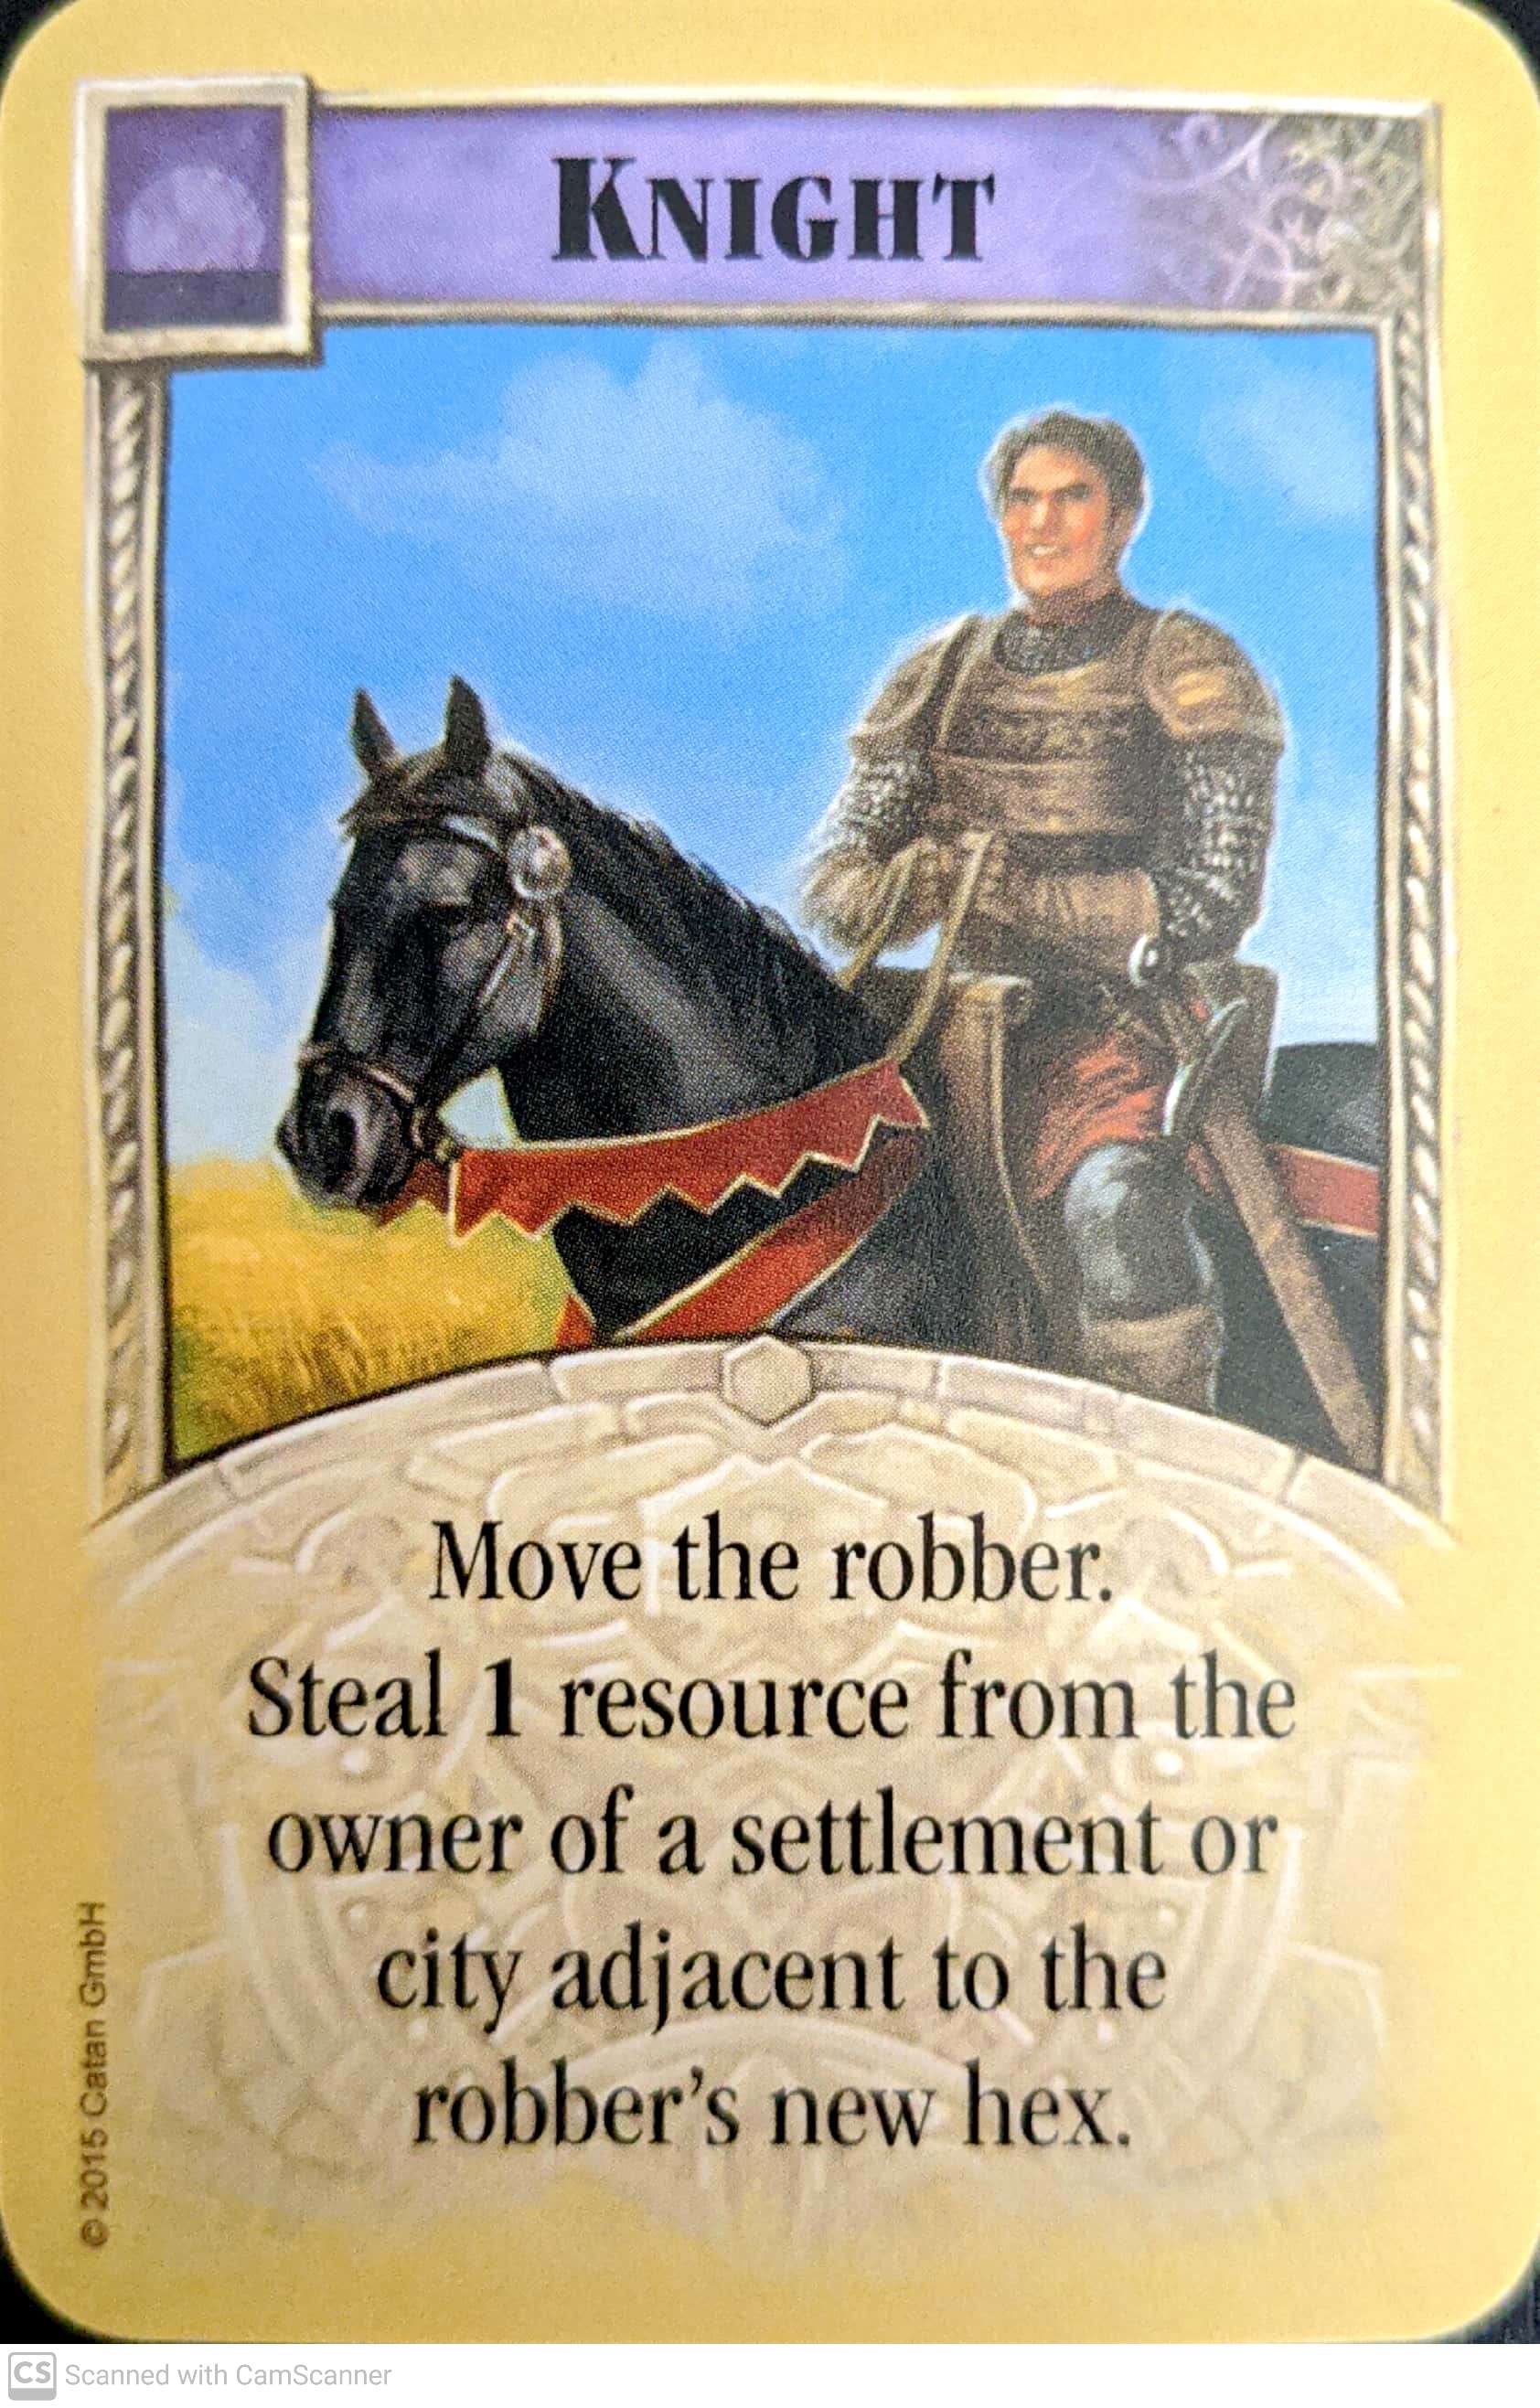 KNIGHT
Move the robber.
Steal 1 resource from the
owner of a settlement or
city adjacent to the
robber's new hex.
© 2015 Catan GmbH
CS Scanned with CamScanner